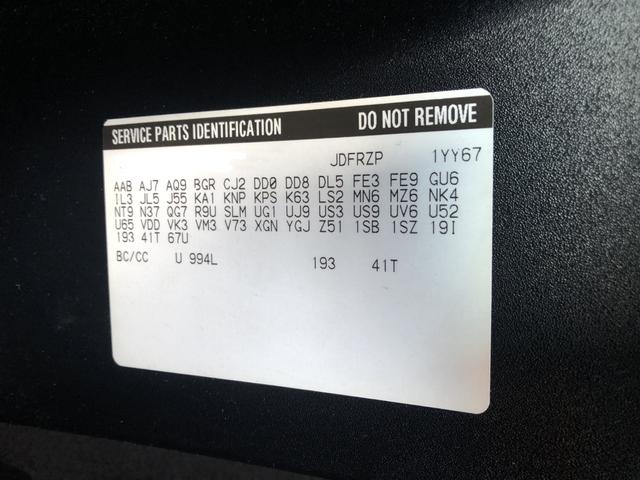 SERVICE PARTS IDENTIFICATION DO NOT REMOVE
JDFRZP 1YY67
AAB AJ7 AQ9 BGR CJ2 DD0 DD8 DL5 FE3 FE9 GU6
IL3 JL5 J55 KA1 KNP KPS K63 LS2 MN6 MZ6 NK4
NT9 N37 QG7 R9U SLM UG1 UJ9 US3 US9 UV6 U52
U65 VDD VK3 VM3 V73 XGN YGJ Z51 1SB 1SZ 19I
193 41T 67U
BC/CC U 994L 193 41T